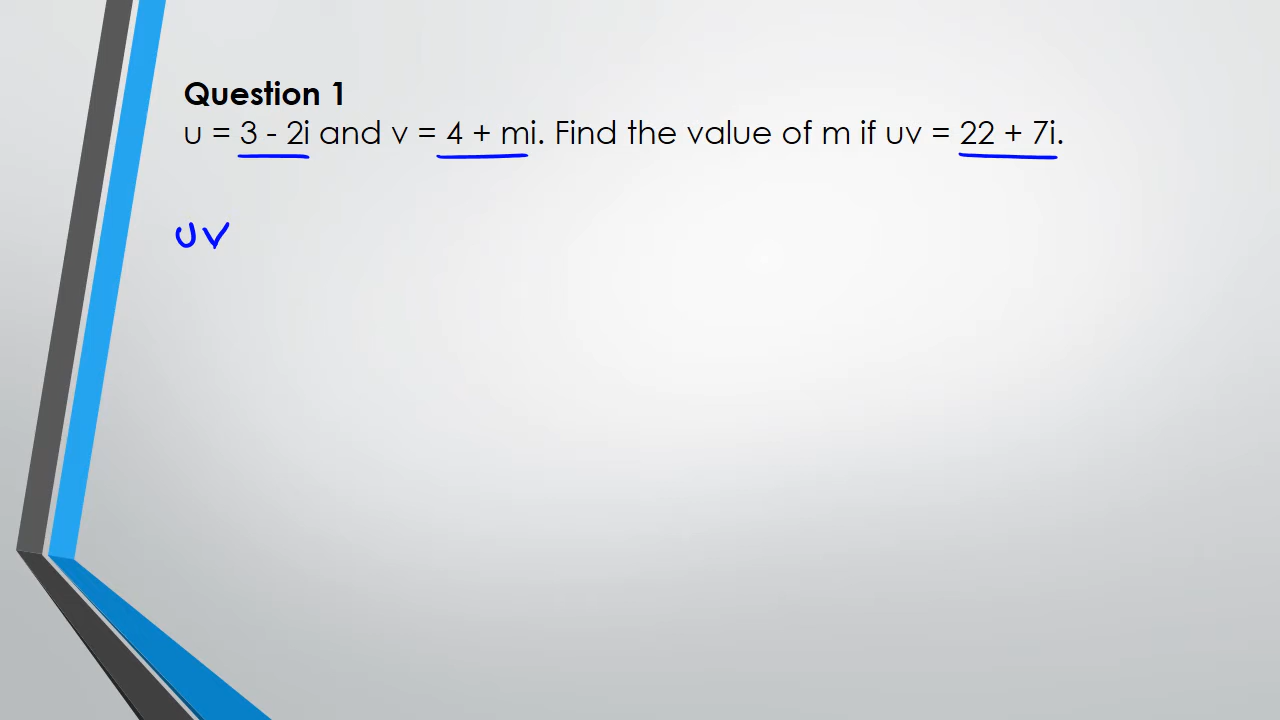 Question 1
u = 3 - 2i and v = 4 + mi. Find the value of m if uv = 22 + 7i.
uv